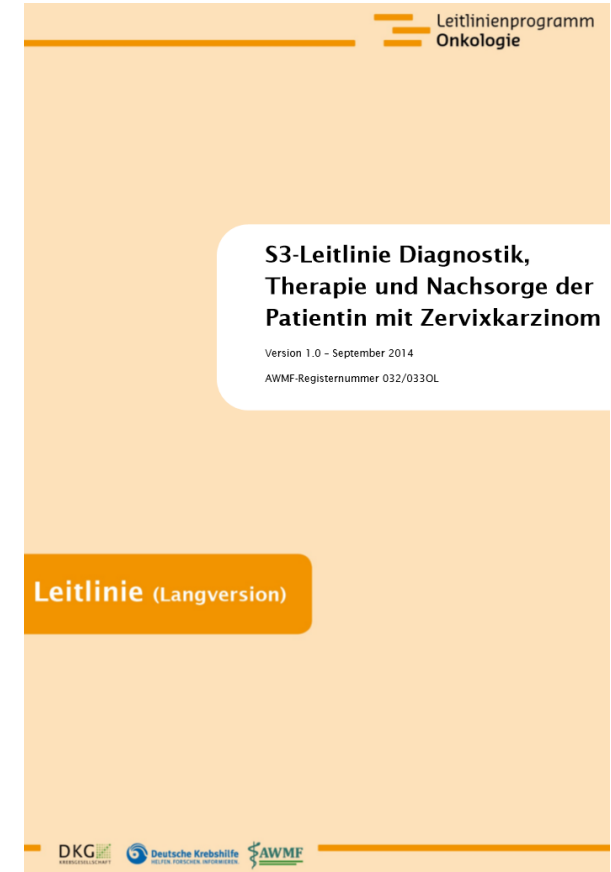 Leitlinienprogramm
Onkologie
S3-Leitlinie Diagnostik,
Therapie und Nachsorge der
Patientin mit Zervixkarzinom
Version 1.0 – September 2014
AWMF-Registernummer 032/033OL
Leitlinie (Langversion)
DKG
KREBSGESELLSCHAFT
Deutsche Krebshilfe
HELFEN. FORSCHEN. INFORMIEREN.
AWMF